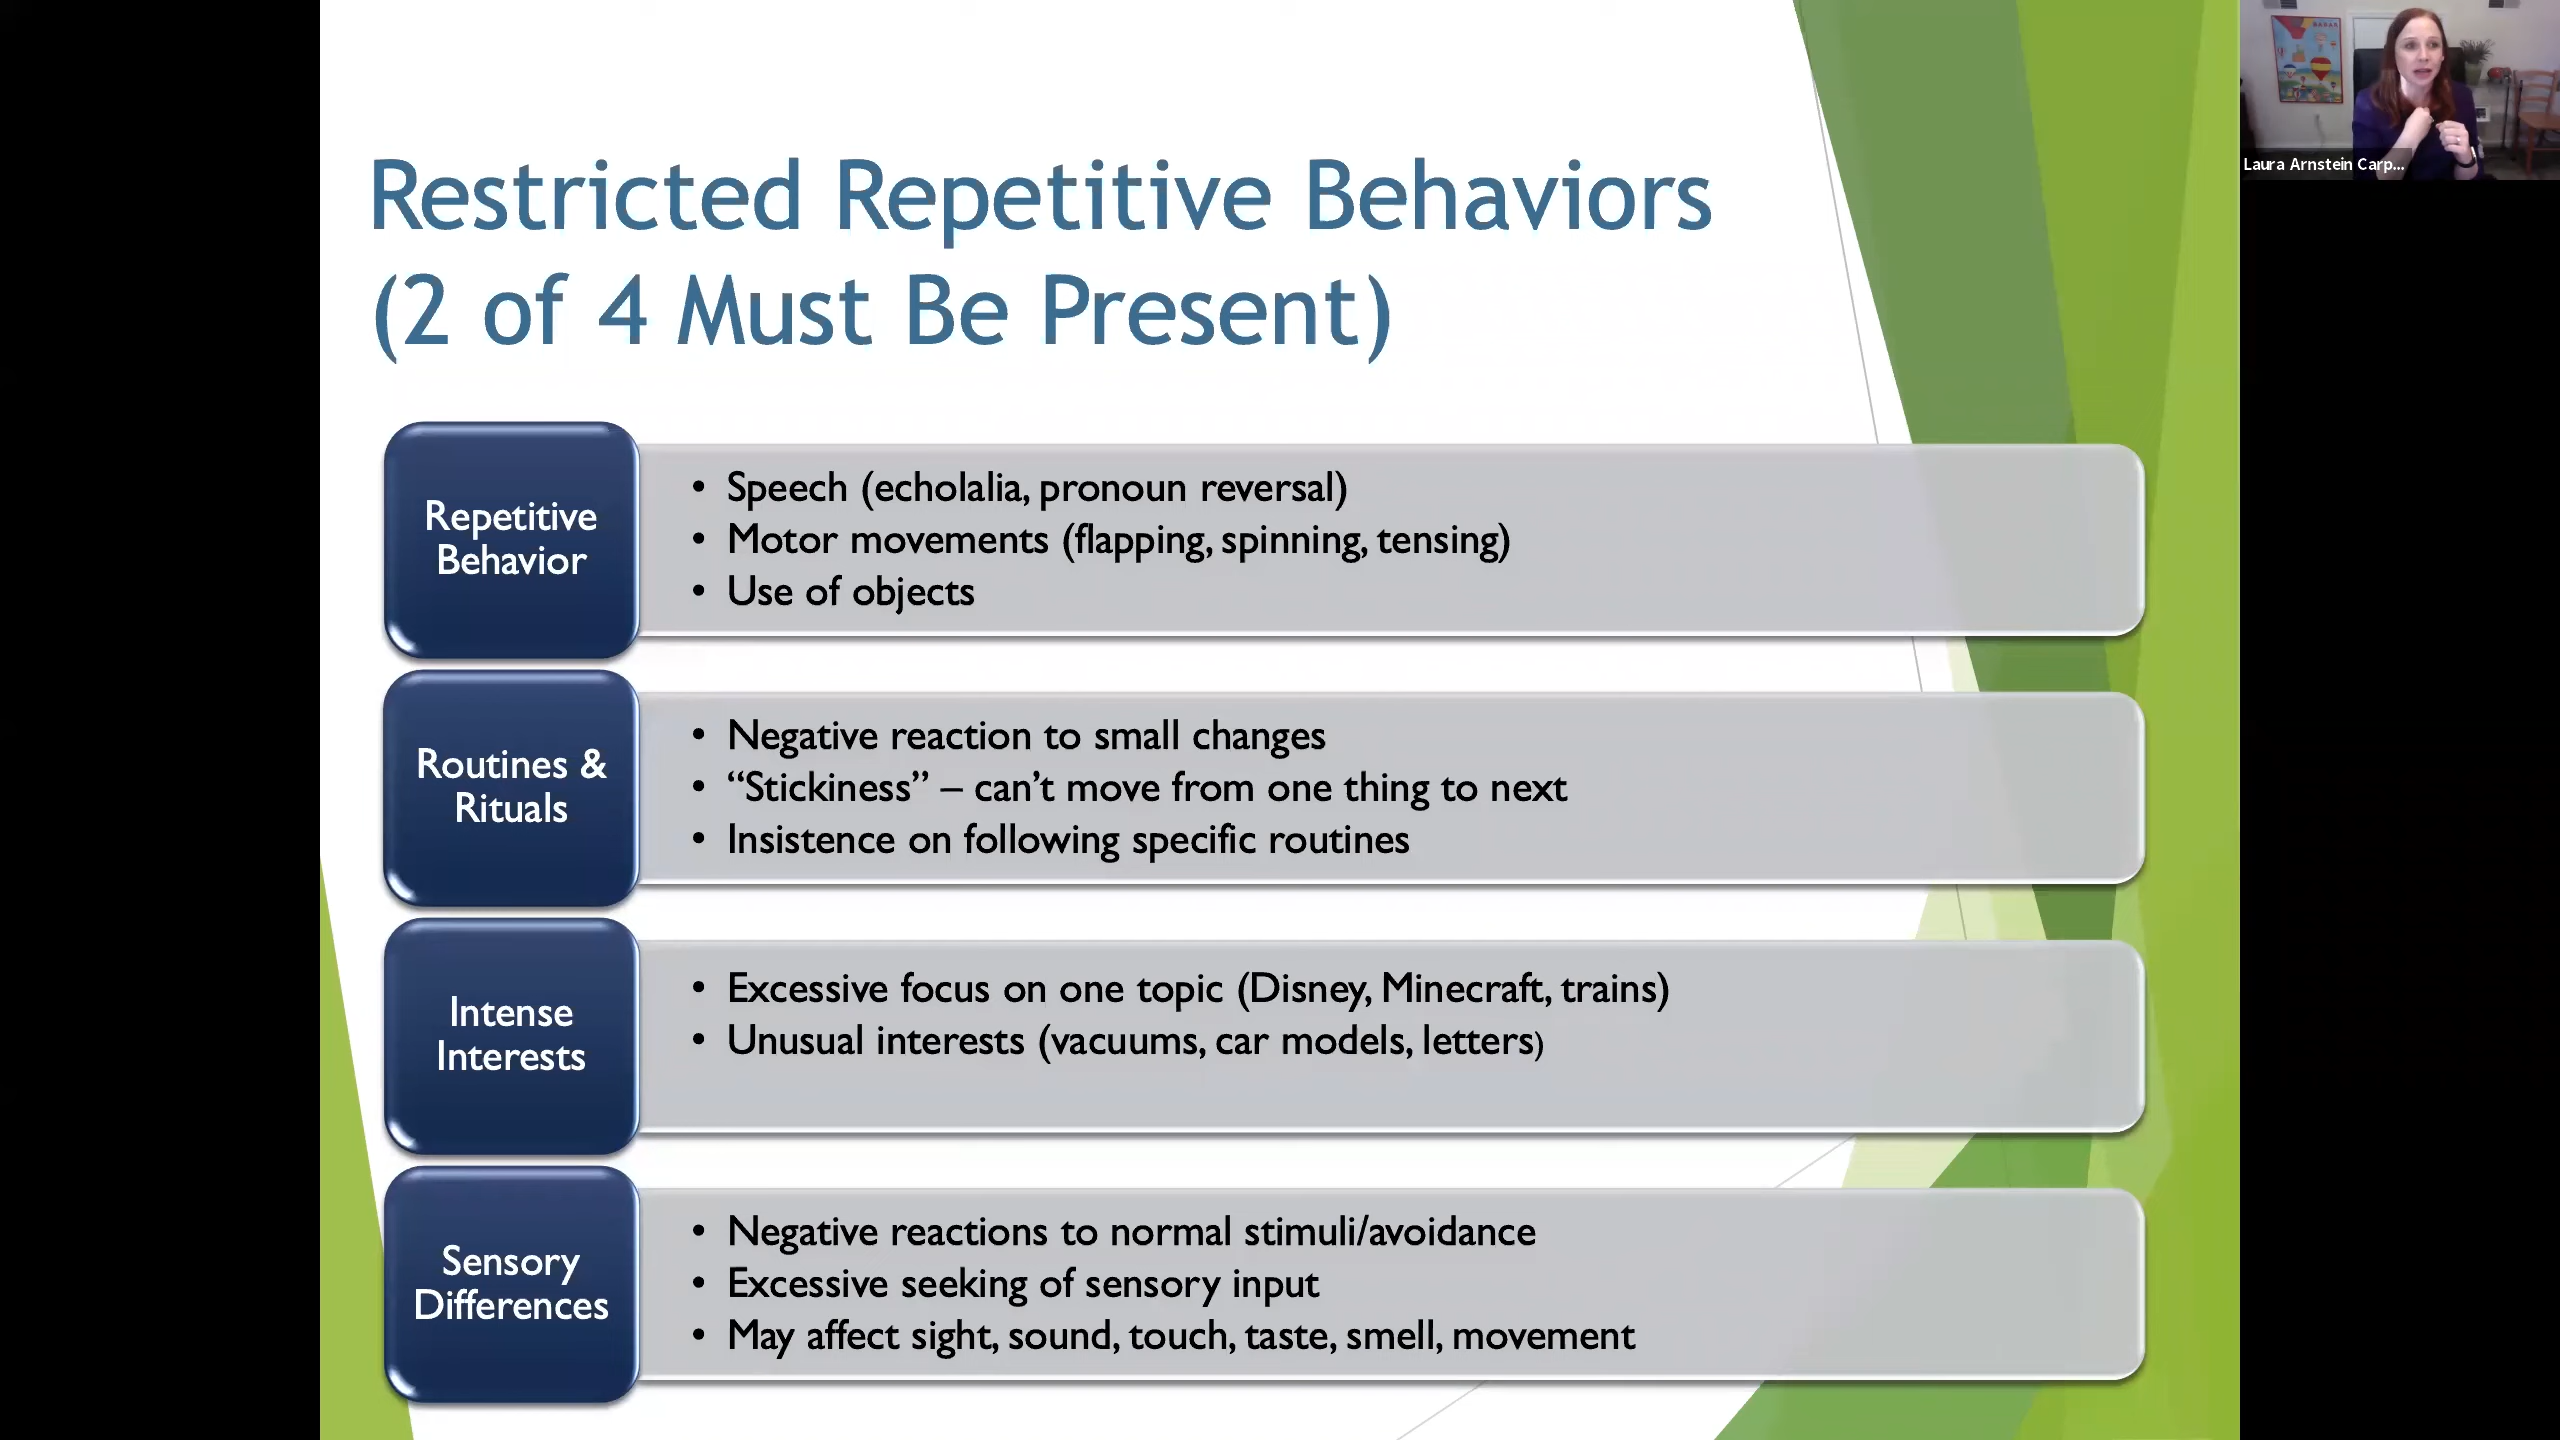 Restricted Repetitive Behaviors
(2 of 4 Must Be Present)
Repetitive
Behavior
• Speech (echolalia, pronoun reversal)
• Motor movements (flapping, spinning, tensing)
• Use of objects
Routines &
Rituals
• Negative reaction to small changes
• “Stickiness” – can’t move from one thing to next
• Insistence on following specific routines
Intense
Interests
• Excessive focus on one topic (Disney, Minecraft, trains)
• Unusual interests (vacuums, car models, letters)
Sensory
Differences
• Negative reactions to normal stimuli/avoidance
• Excessive seeking of sensory input
• May affect sight, sound, touch, taste, smell, movement
Laura Arnstein Carp...